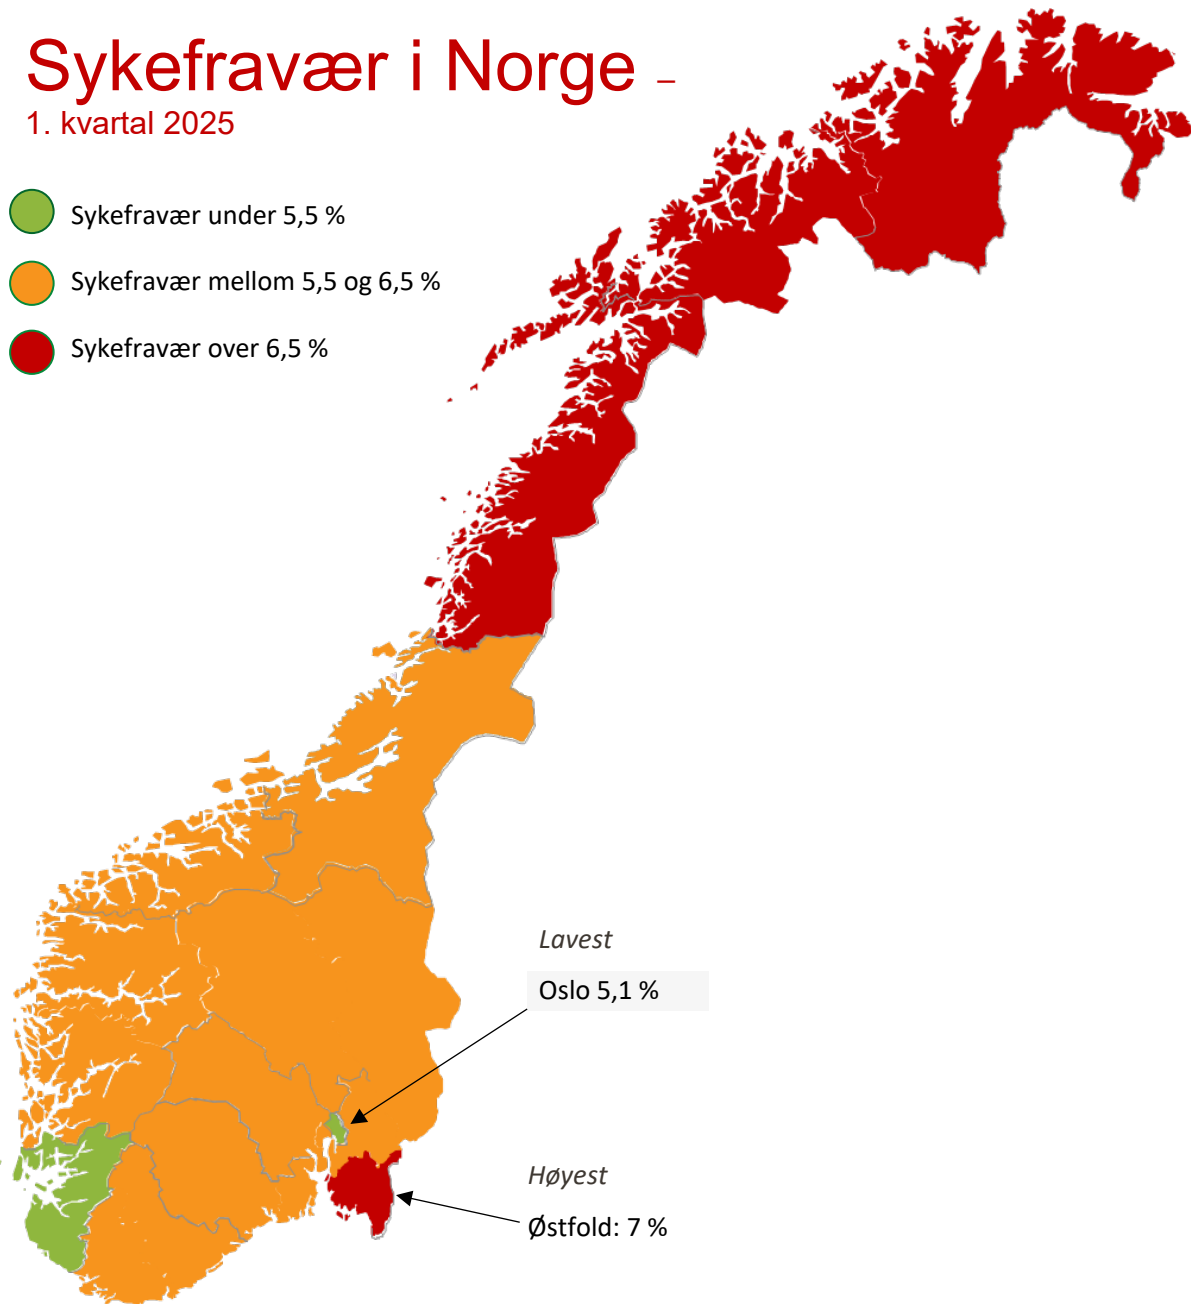 Sykefravær i Norge –
1. kvartal 2025
Sykefravær under 5,5 %
Sykefravær mellom 5,5 og 6,5 %
Sykefravær over 6,5 %
Lavest
Oslo 5,1 %
Høyest
Østfold: 7 %